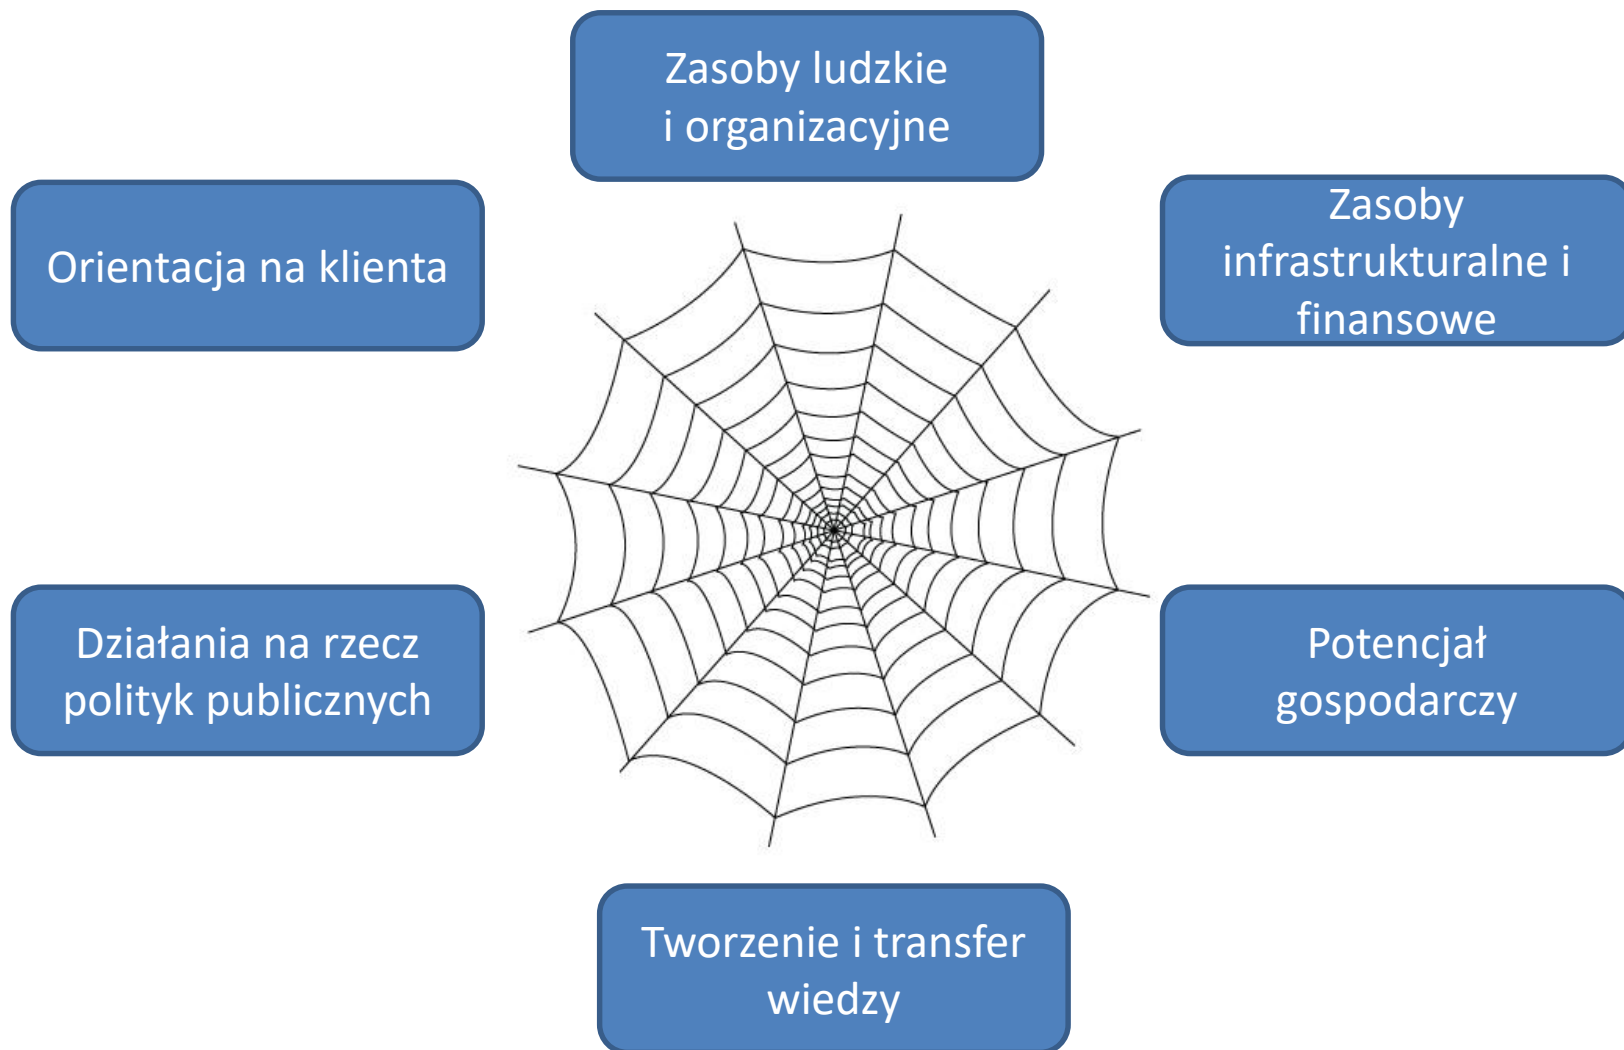 Zasoby ludzkie
i organizacyjne
Orientacja na klienta
Zasoby
infrastrukturalne i
finansowe
Działania na rzecz
polityk publicznych
Potencjał
gospodarczy
Tworzenie i transfer
wiedzy